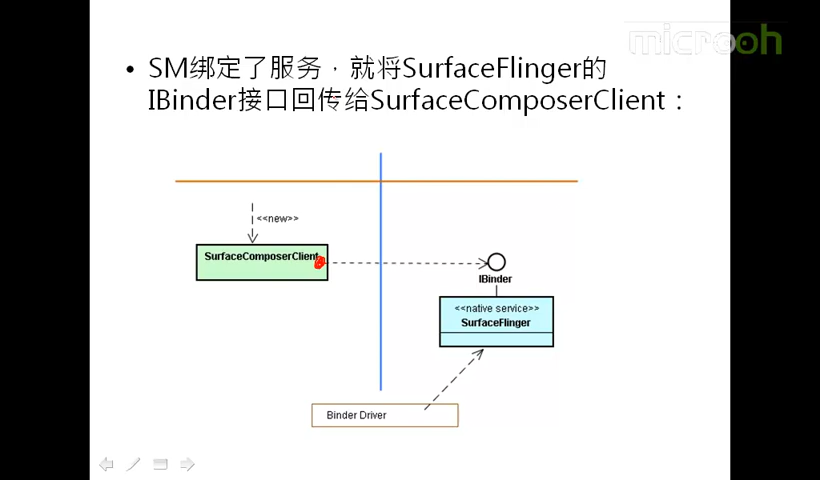 microoh
• SM绑定了服务，就将SurfaceFlinger的
IBinder接口回传给SurfaceComposerClient：
<<new>>
SurfaceComposerClient
IBinder
<<native service>>
SurfaceFlinger
Binder Driver